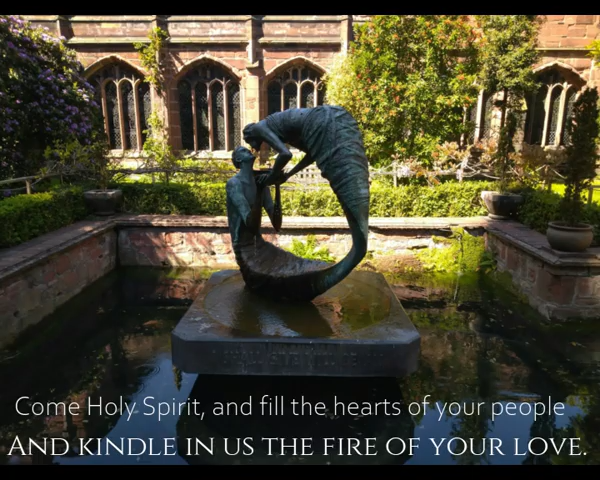 Come Holy Spirit, and fill the hearts of your people
And kindle in us the fire of your love.